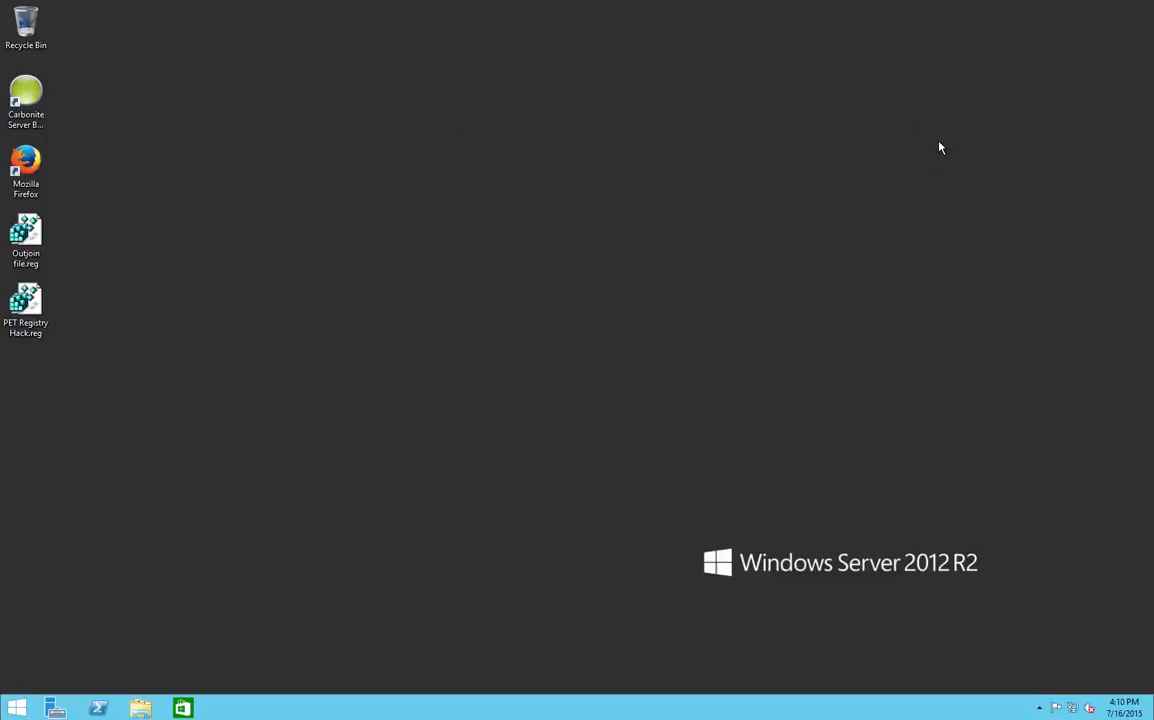 Recycle Bin
Carbonite
Server B...
Mozilla
Firefox
Outjoin
file.reg
PET Registry
Hack.reg
Windows Server 2012 R2
4:10 PM
7/16/2015